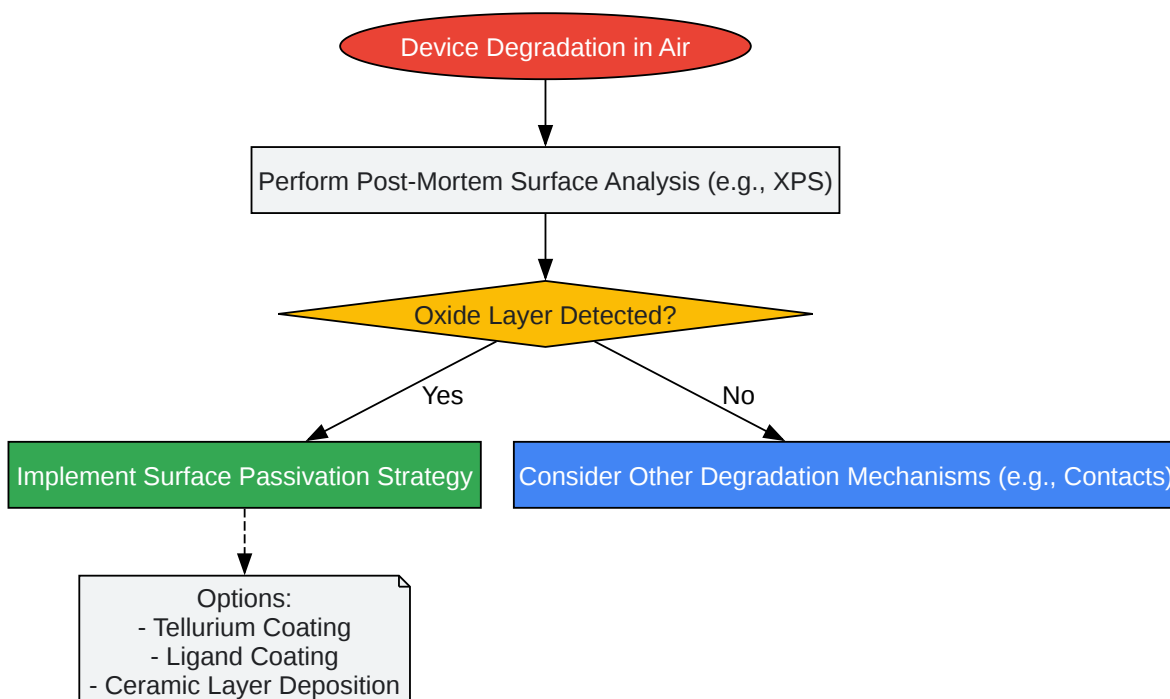 Device Degradation in Air
Perform Post-Mortem Surface Analysis (e.g., XPS)
Oxide Layer Detected?
Yes
No
Implement Surface Passivation Strategy
Consider Other Degradation Mechanisms (e.g., Contacts)
Options:
- Tellurium Coating
- Ligand Coating
- Ceramic Layer Deposition